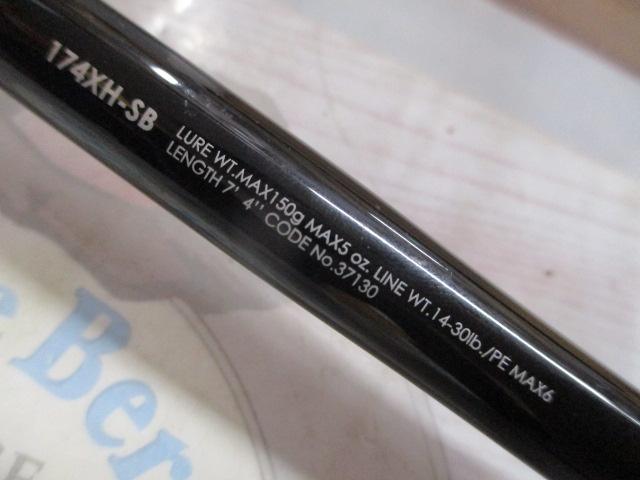 174XH-SB
LURE WT.MAX150g MAX5 oz. LINE WT.14-30lb./PE MAX6
LENGTH 7' 4'' CODE No.37130
e Ber